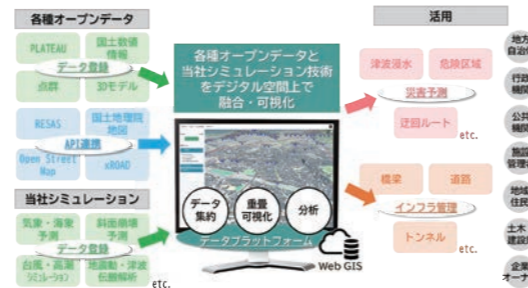 各種オープンデータ
PLATEAU
国土数値
情報
データ登録
点群
3Dモデル
RESAS
国土地理院
地図
API連携
Open Street
Map
xROAD
当社シミュレーション
気象・海象
予測
斜面崩壊
予測
データ登録
台風・高潮
シミュレーション
地震動・津波
伝播解析
etc.
各種オープンデータと
当社シミュレーション技術
をデジタル空間上で
融合・可視化
データ
集約
重畳
可視化
分析
データプラットフォーム
Web GIS
活用
津波浸水
危険区域
災害予測
迂回ルート
etc.
橋梁
道路
インフラ管理
トンネル
etc.
地方
自治
行政
機関
公共
機関
施設
管理
地域
住民
土木
建設
企業
オーナ